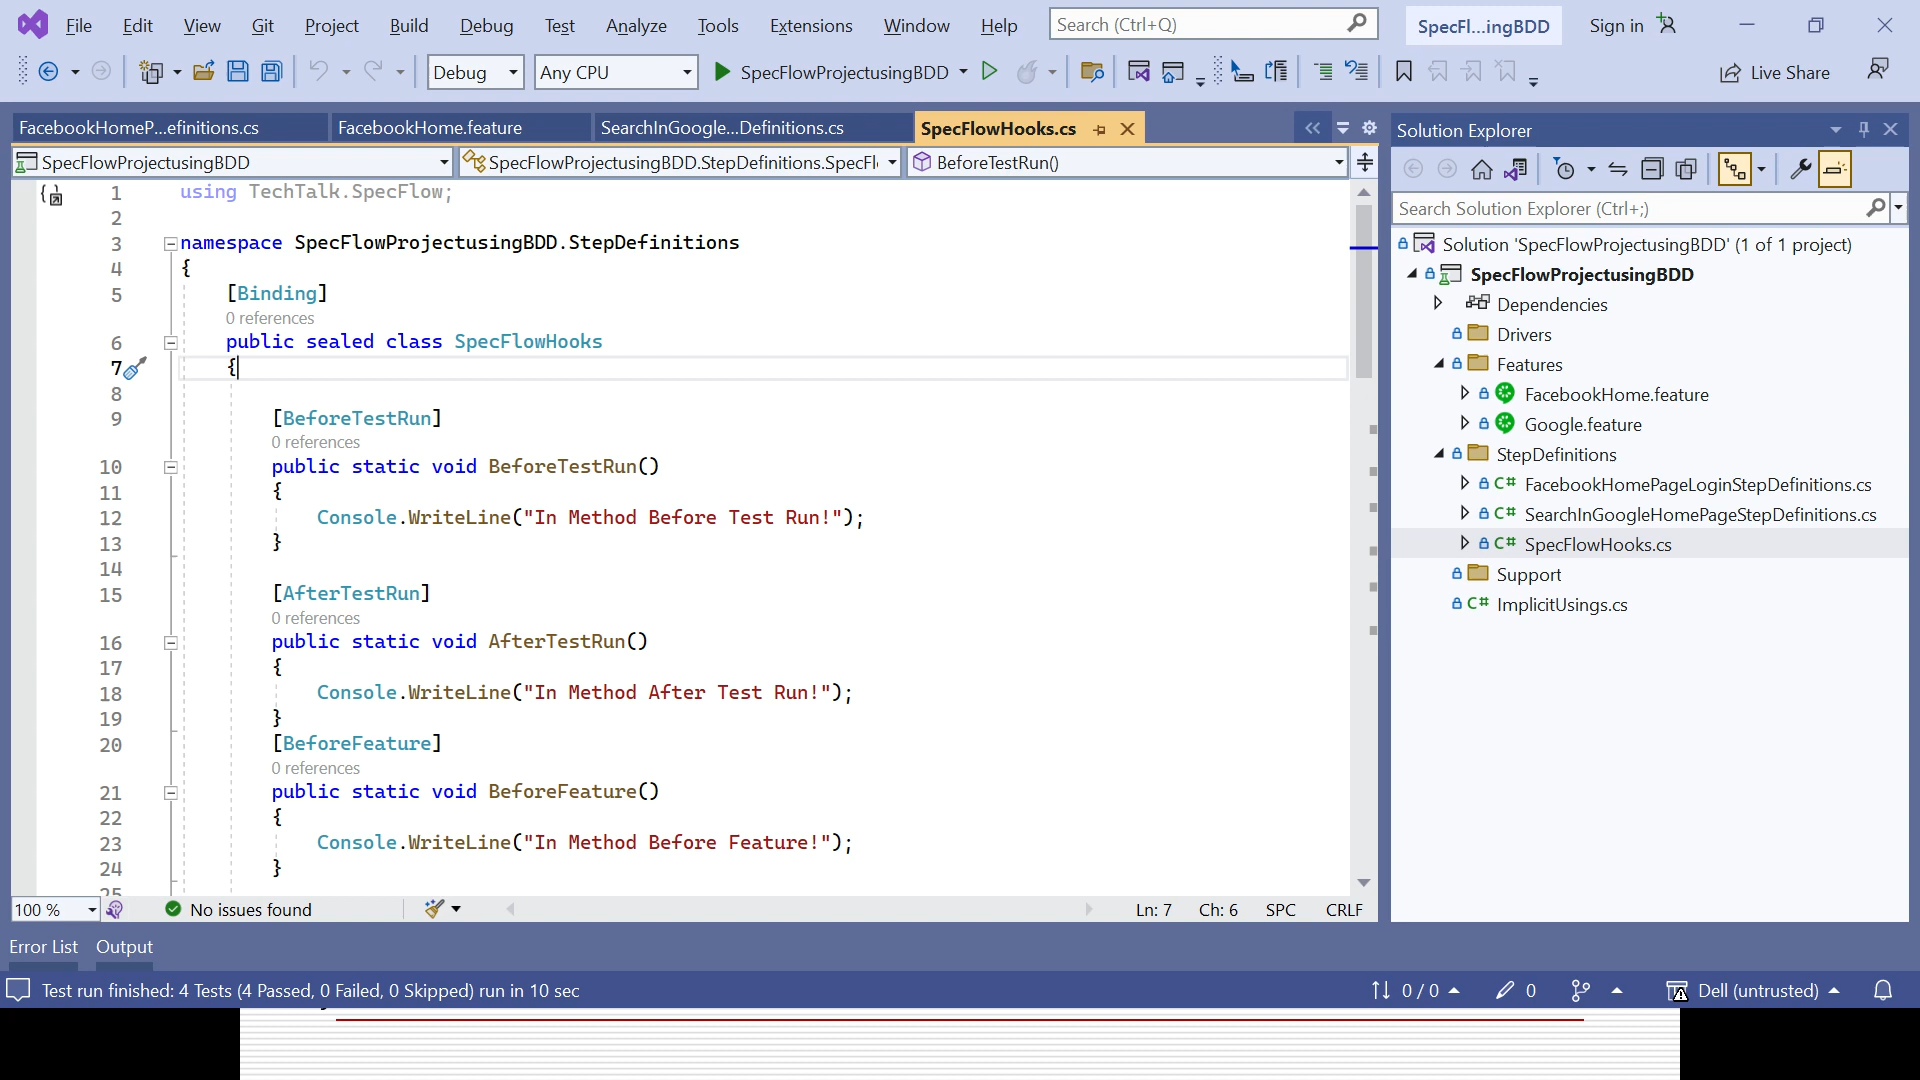 File Edit View Git Project Build Debug Test Analyze Tools Extensions Window Help Search (Ctrl+Q) SpecFl...ingBDD Sign in
Debug Any CPU SpecFlowProjectusingBDD Live Share
FacebookHomeP...efinitions.cs FacebookHome.feature SearchInGoogle...Definitions.cs SpecFlowHooks.cs
SpecFlowProjectusingBDD SpecFlowProjectusingBDD.StepDefinitions.SpecFl BeforeTestRun()
1 using TechTalk.SpecFlow;
2
3 namespace SpecFlowProjectusingBDD.StepDefinitions
4 {
5 [Binding]
0 references
6 public sealed class SpecFlowHooks
7 {
8
9 [BeforeTestRun]
0 references
10 public static void BeforeTestRun()
11 {
12 Console.WriteLine("In Method Before Test Run!");
13 }
14
15 [AfterTestRun]
0 references
16 public static void AfterTestRun()
17 {
18 Console.WriteLine("In Method After Test Run!");
19 }
20 [BeforeFeature]
0 references
21 public static void BeforeFeature()
22 {
23 Console.WriteLine("In Method Before Feature!");
24 }
25
100 % No issues found Ln: 7 Ch: 6 SPC CRLF
Solution Explorer
Search Solution Explorer (Ctrl+;)
Solution 'SpecFlowProjectusingBDD' (1 of 1 project)
SpecFlowProjectusingBDD
Dependencies
Drivers
Features
FacebookHome.feature
Google.feature
StepDefinitions
C# FacebookHomePageLoginStepDefinitions.cs
C# SearchInGoogleHomePageStepDefinitions.cs
C# SpecFlowHooks.cs
Support
C# ImplicitUsings.cs
Error List Output
Test run finished: 4 Tests (4 Passed, 0 Failed, 0 Skipped) run in 10 sec 0 / 0 0 Dell (untrusted)